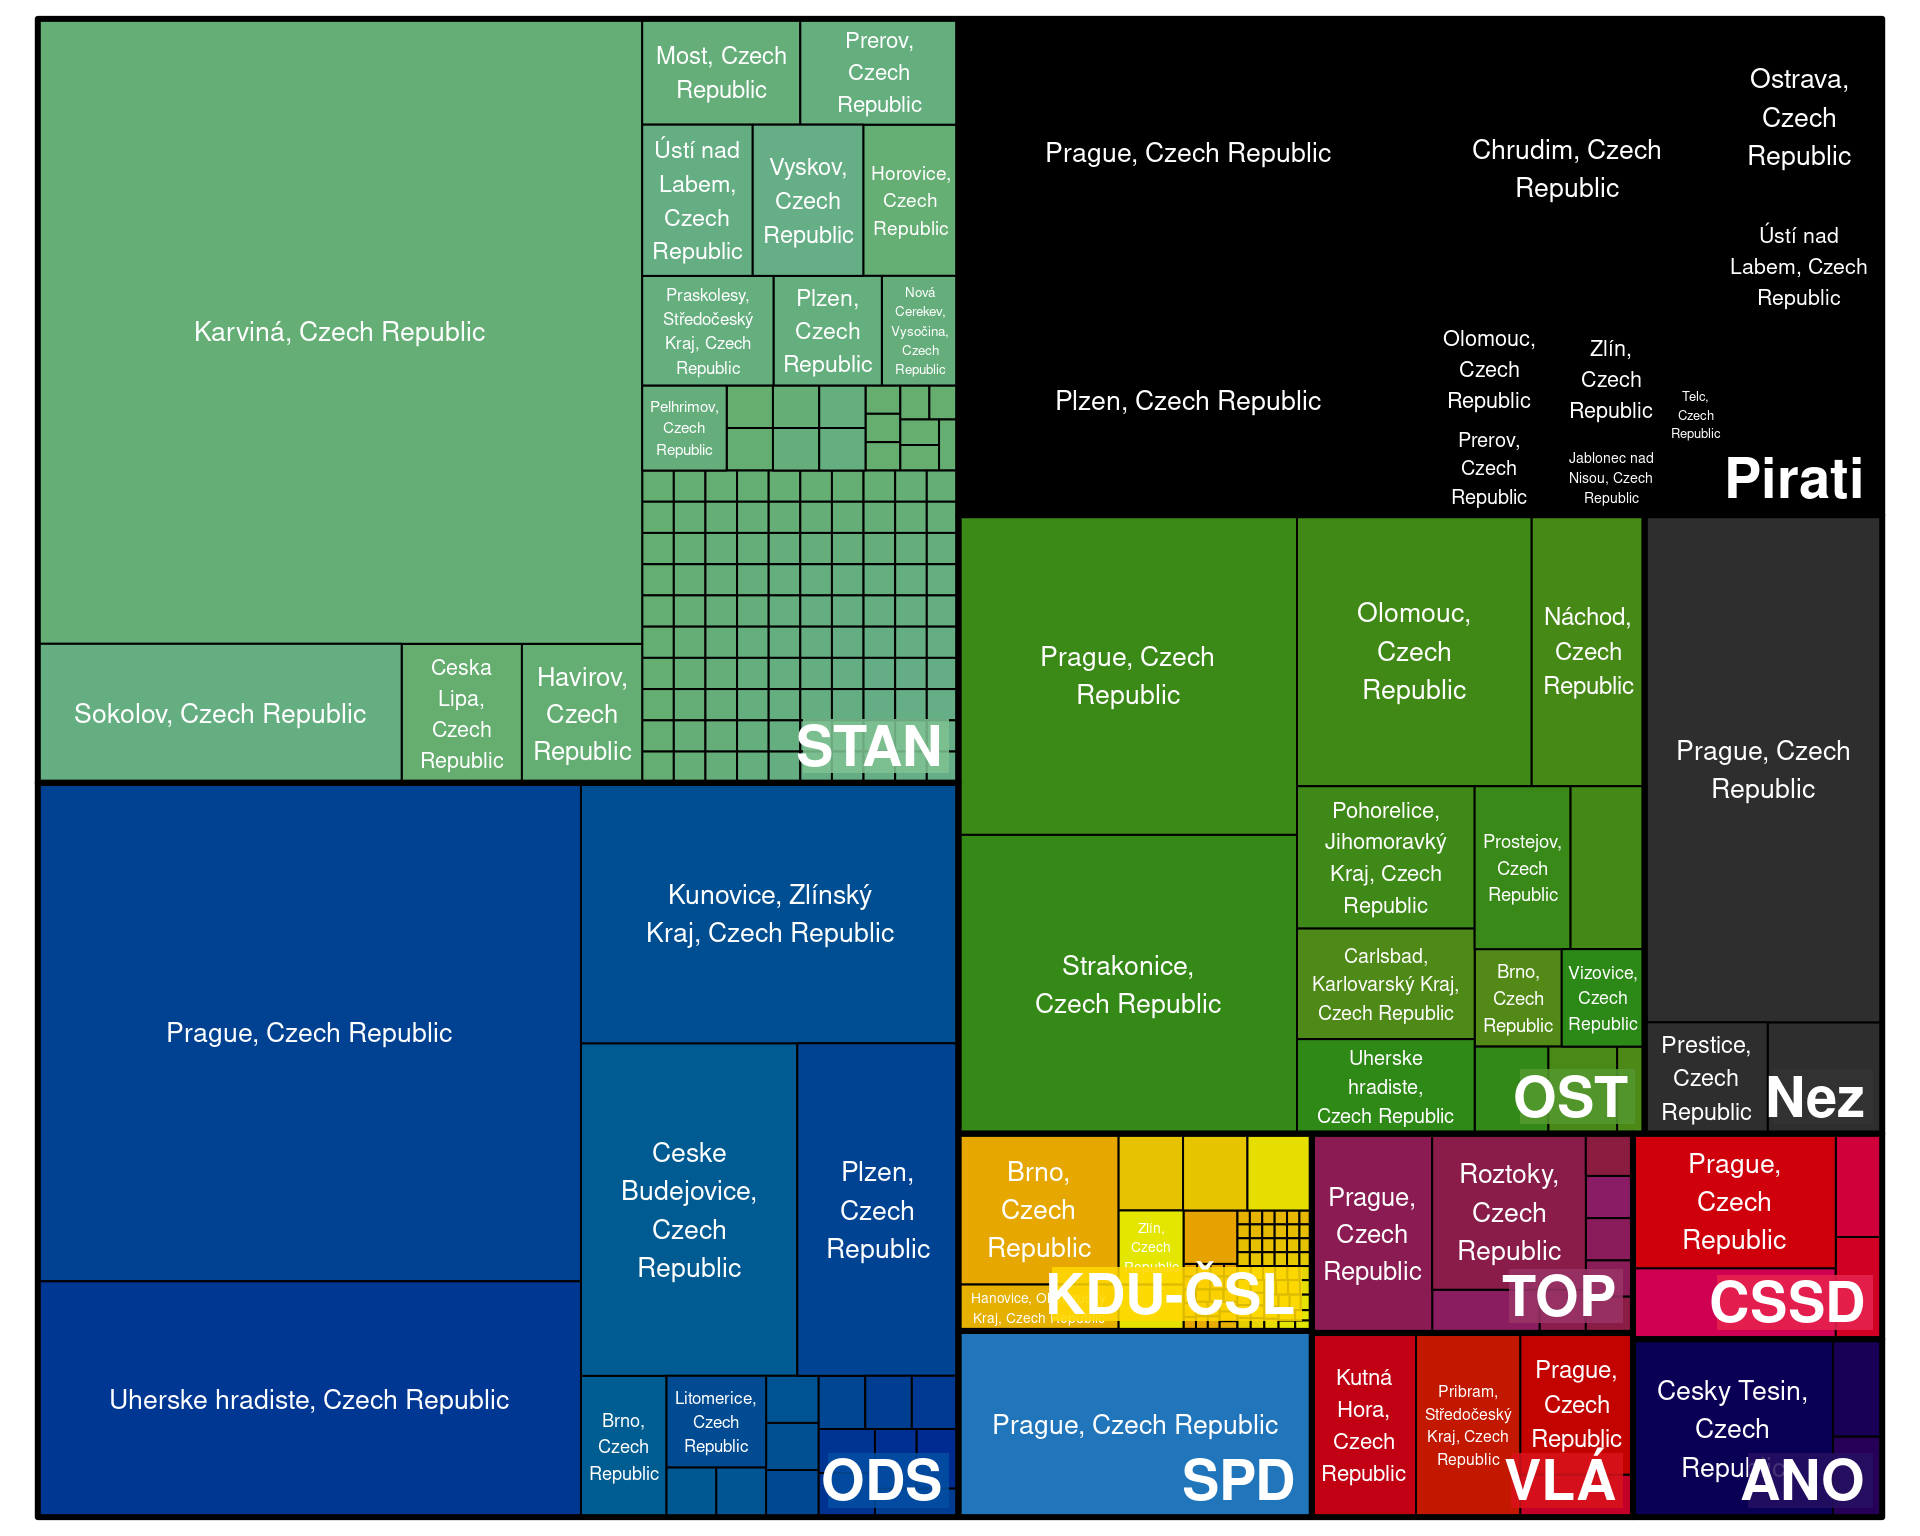 Karviná, Czech Republic
Sokolov, Czech Republic
Ceska
Lipa,
Czech
Republic
Havirov,
Czech
Republic
Most, Czech
Republic
Prerov,
Czech
Republic
Ústí nad
Labem,
Czech
Republic
Vyskov,
Czech
Republic
Horovice,
Czech
Republic
Praskolesy,
Středočeský
Kraj, Czech
Republic
Plzen,
Czech
Republic
Nová
Cerekev,
Vysočina,
Czech
Republic
Pelhrimov,
Czech
Republic
STAN
Prague, Czech Republic
Chrudim, Czech
Republic
Ostrava,
Czech
Republic
Ústí nad
Labem, Czech
Republic
Plzen, Czech Republic
Olomouc,
Czech
Republic
Zlín,
Czech
Republic
Telc,
Czech
Republic
Prerov,
Czech
Republic
Jablonec nad
Nisou, Czech
Republic
Pirati
Prague, Czech
Republic
Olomouc,
Czech
Republic
Náchod,
Czech
Republic
Strakonice,
Czech Republic
Pohorelice,
Jihomoravký
Kraj, Czech
Republic
Prostejov,
Czech
Republic
Carlsbad,
Karlovarský Kraj,
Czech Republic
Brno,
Czech
Republic
Vizovice,
Czech
Republic
Uherske
hradiste,
Czech Republic
OST
Prague, Czech
Republic
Prestice,
Czech
Republic
Nez
Prague, Czech Republic
Uherske hradiste, Czech Republic
Kunovice, Zlínský
Kraj, Czech Republic
Ceske
Budejovice,
Czech
Republic
Plzen,
Czech
Republic
Brno,
Czech
Republic
Litomerice,
Czech
Republic
ODS
Brno,
Czech
Republic
Zlín,
Czech
Republic
Hanovice,
Kraj, Czech Republic
KDU-ČSL
Prague,
Czech
Republic
Roztoky,
Czech
Republic
TOP
Prague,
Czech
Republic
CSSD
Prague, Czech Republic
SPD
Kutná
Hora,
Czech
Republic
Pribram,
Středočeský
Kraj, Czech
Republic
Prague,
Czech
Republic
VLÁ
Cesky Tesin,
Czech
Republic
ANO